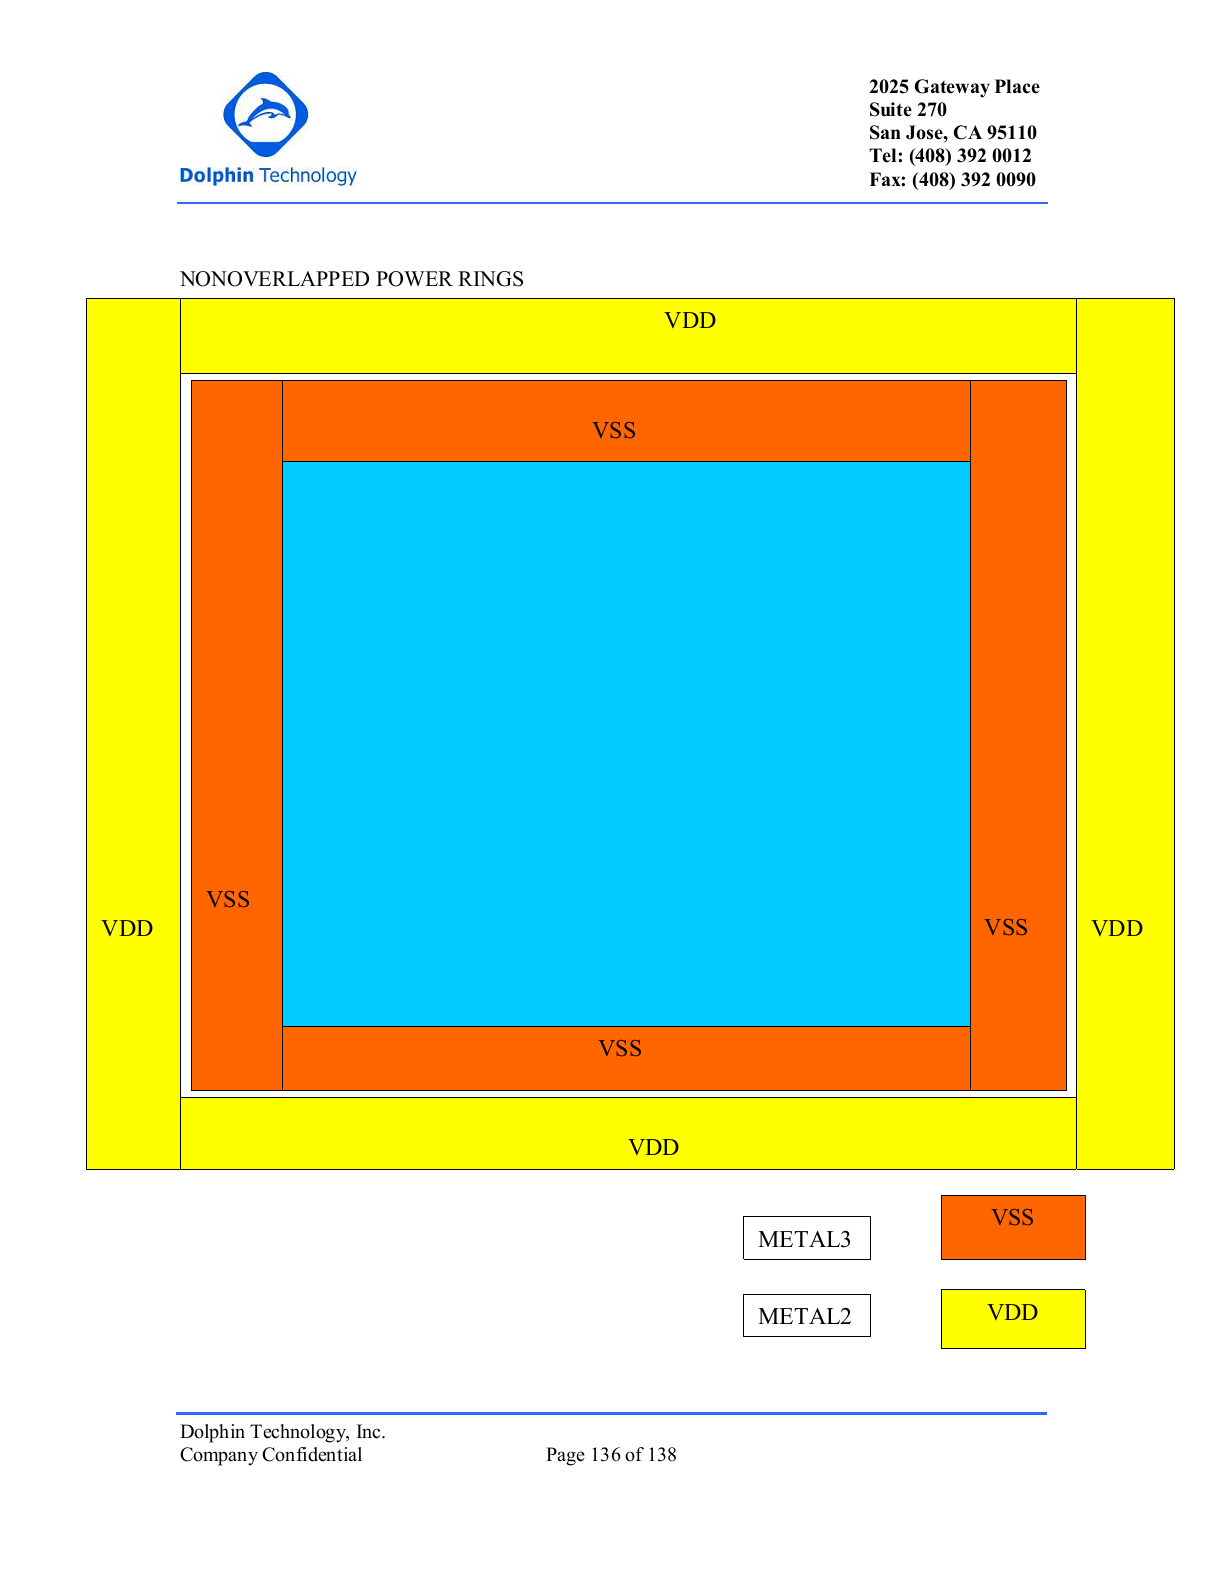 Dolphin Technology
2025 Gateway Place
Suite 270
San Jose, CA 95110
Tel: (408) 392 0012
Fax: (408) 392 0090
NONOVERLAPPED POWER RINGS
VDD
VSS
VSS
VDD
VSS
VDD
VSS
VDD
VSS
METAL3
VDD
METAL2
Dolphin Technology, Inc.
Company Confidential Page 136 of 138